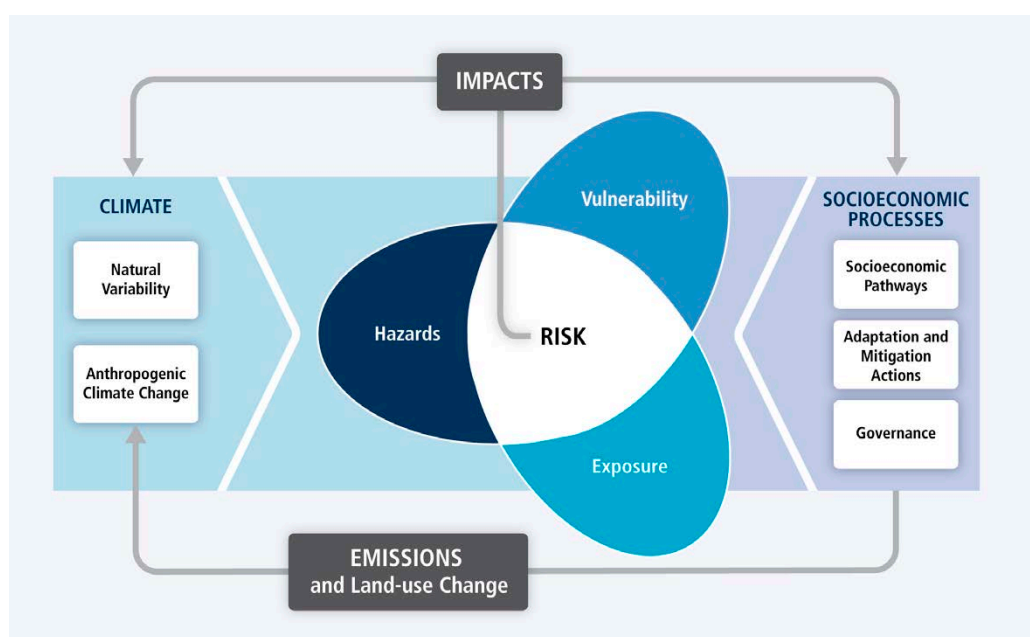 IMPACTS
CLIMATE
Natural
Variability
Anthropogenic
Climate Change
Vulnerability
Hazards
RISK
Exposure
SOCIOECONOMIC
PROCESSES
Socioeconomic
Pathways
Adaptation and
Mitigation
Actions
Governance
EMISSIONS
and Land-use Change